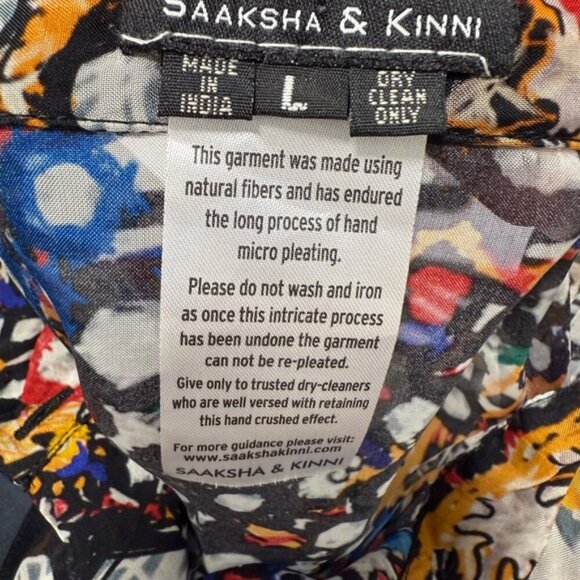 SAAKSHA & KINNI
MADE IN INDIA
L
DRY CLEAN ONLY
This garment was made using
natural fibers and has endured
the long process of hand
micro pleating.
Please do not wash and iron
as once this intricate process
has been undone the garment
can not be re-pleated.
Give only to trusted dry-cleaners
who are well versed with retaining
this hand crushed effect.
For more guidance please visit:
www.saakshakinni.com
SAAKSHA & KINNI